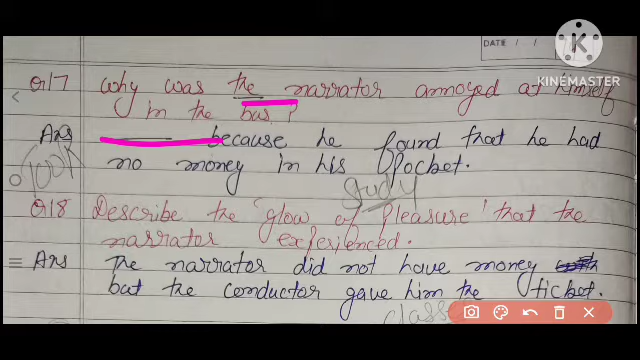 DATE / /
KINEMASTER
Q17 Why was the narrator annoyed at himself
in the bus?
Ans because he found that he had
no money in his pocket.
study
Q18 Describe the 'glow of pleasure' that the
narrator experienced.
Ans The narrator did not have money
but the conductor gave him the ticket.
class